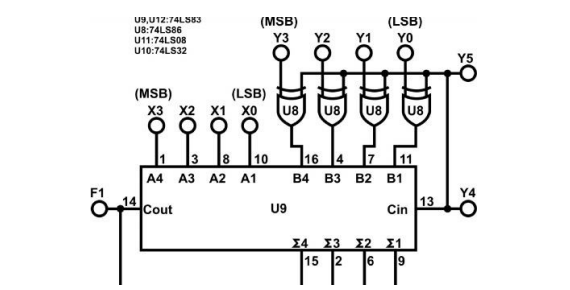 U9,U12:74LS83
U8:74LS86
U11:74LS08
U10:74LS32
(MSB) (LSB)
Y3 Y2 Y1 Y0
Y5
(MSB) (LSB)
X3 X2 X1 X0
U8 U8 U8 U8
1 3 8 10 16 4 7 11
A4 A3 A2 A1 B4 B3 B2 B1
F1 14 Cout U9 Cin 13 Y4
Σ4 Σ3 Σ2 Σ1
15 2 6 9